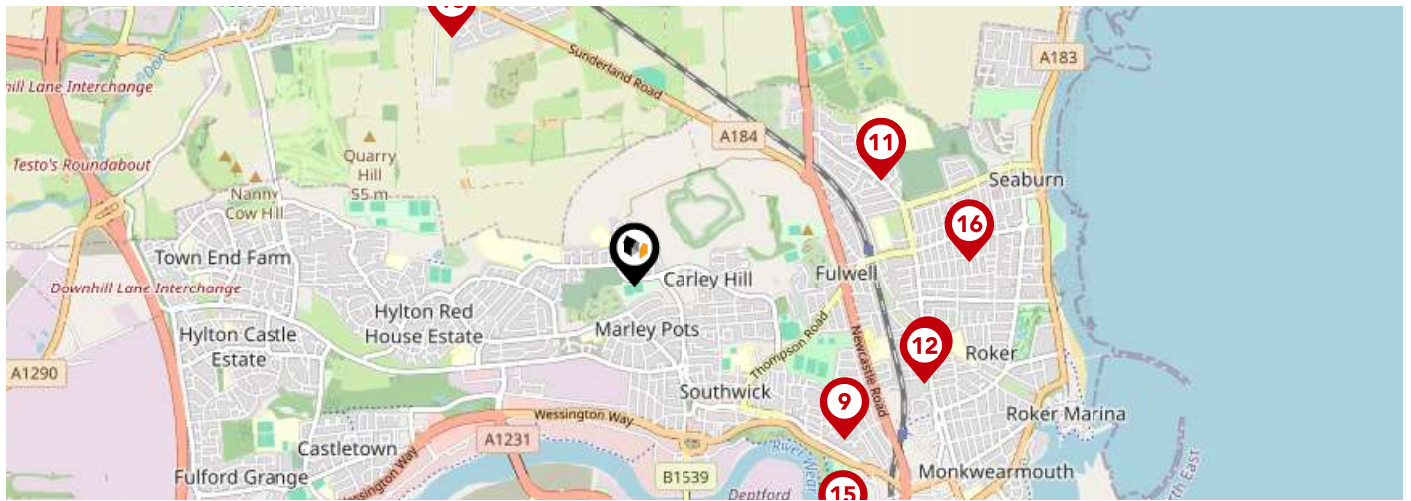 A183
Sunderland Road
hill Lane Interchange
A184
11
Testo's Roundabout
Quarry
Hill
55 m
Seaburn
Nanny
Cow Hill
16
Town End Farm
Carley Hill
Fulwell
Downhill Lane Interchange
Hylton Red
House Estate
Marley Pots
Hylton Castle
Estate
Thompson Road
Newcastle Road
12
Roker
A1290
Southwick
9
Wessington Way
Roker Marina
A1231
Castletown
Wessington Way
River Wear
Fulford Grange
B1539
Monkwearmouth
Deptford
15
th East